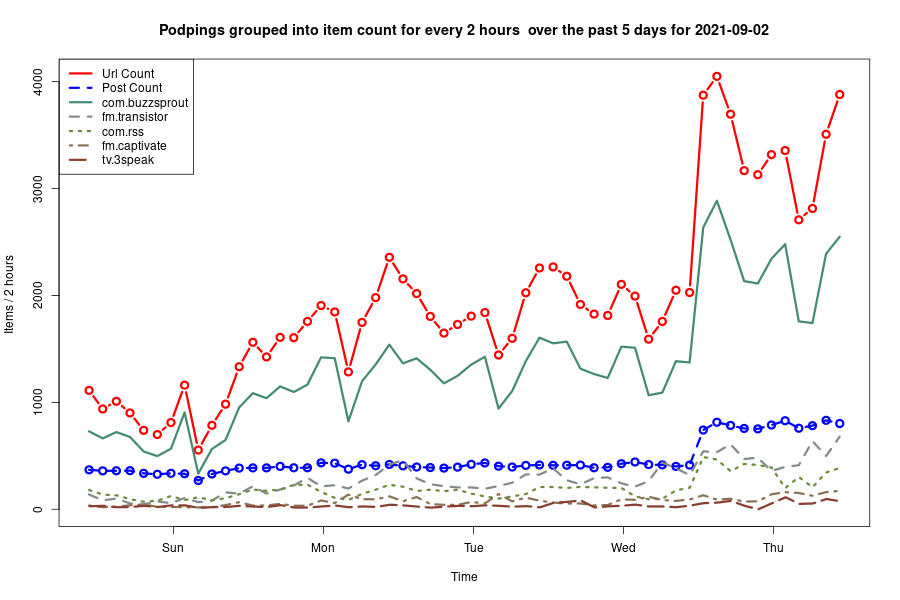 Podpings grouped into item count for every 2 hours  over the past 5 days for 2021-09-02
Url Count
Post Count
com.buzzsprout
fm.transistor
com.rss
fm.captivate
tv.3speak
Items / 2 hours
4000
3000
2000
1000
0
Sun Mon Tue Wed Thu
Time